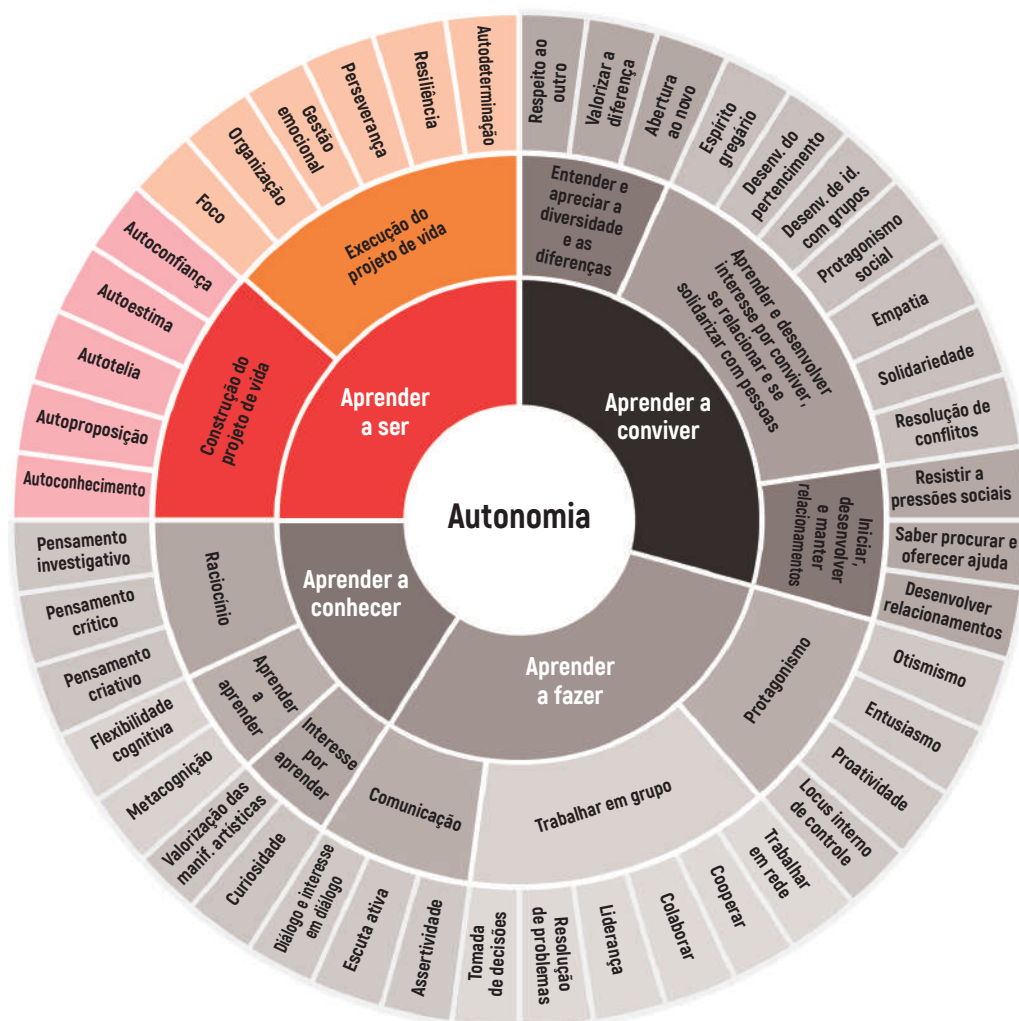 Autonomia
Aprender
a ser
Aprender a
conviver
Aprender
a fazer
Aprender a
conhecer
Construção do
projeto de vida
Execução do
projeto de vida
Entender e
apreciar a
diversidade
e as
diferenças
Aprender e desenvolver
interesse por conviver,
se relacionar e se
solidarizar com pessoas
Iniciar,
desenvolver
e manter
relacionamentos
Protagonismo
Trabalhar em grupo
Comunicação
Interesse
por
aprender
Aprender
a
aprender
Raciocínio
Autoconhecimento
Autoproposição
Autotelia
Autoestima
Autoconfiança
Foco
Organização
Gestão
emocional
Perseverança
Resiliência
Autodeterminação
Respeito ao
outro
Valorizar a
diferença
Abertura
ao novo
Espírito
gregário
Desenv. do
pertencimento
Desenv. de id.
com grupos
Protagonismo
social
Empatia
Solidariedade
Resolução de
conflitos
Resistir a
pressões sociais
Saber procurar e
oferecer ajuda
Desenvolver
relacionamentos
Otismismo
Entusiasmo
Proatividade
Locus interno
de controle
Trabalhar
em rede
Cooperar
Colaborar
Liderança
Resolução
de problemas
Tomada
de decisões
Assertividade
Escuta ativa
Diálogo e interesse
em diálogo
Curiosidade
Valorização das
manif. artísticas
Metacognição
Flexibilidade
cognitiva
Pensamento
criativo
Pensamento
crítico
Pensamento
investigativo